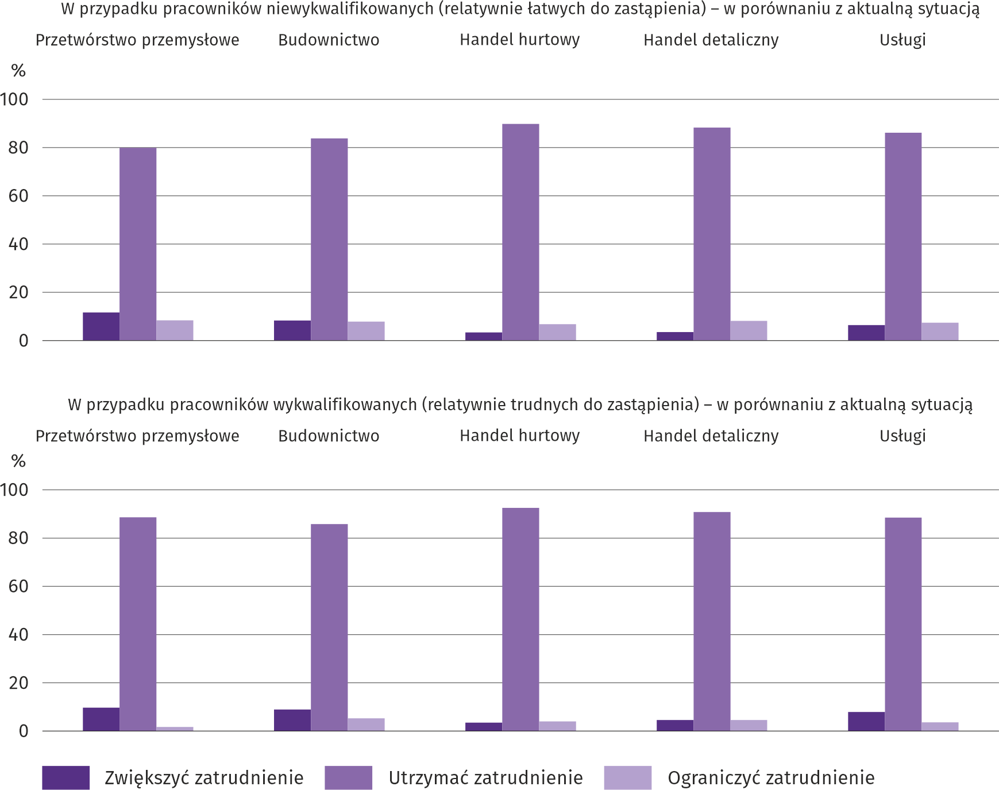 W przypadku pracowników niewykwalifikowanych (relatywnie łatwych do zastąpienia) – w porównaniu z aktualną sytuacją
Przetwórstwo przemysłowe Budownictwo Handel hurtowy Handel detaliczny Usługi
%
100
80
60
40
20
0
W przypadku pracowników wykwalifikowanych (relatywnie trudnych do zastąpienia) – w porównaniu z aktualną sytuacją
Przetwórstwo przemysłowe Budownictwo Handel hurtowy Handel detaliczny Usługi
%
100
80
60
40
20
0
Zwiększyć zatrudnienie Utrzymać zatrudnienie Ograniczyć zatrudnienie